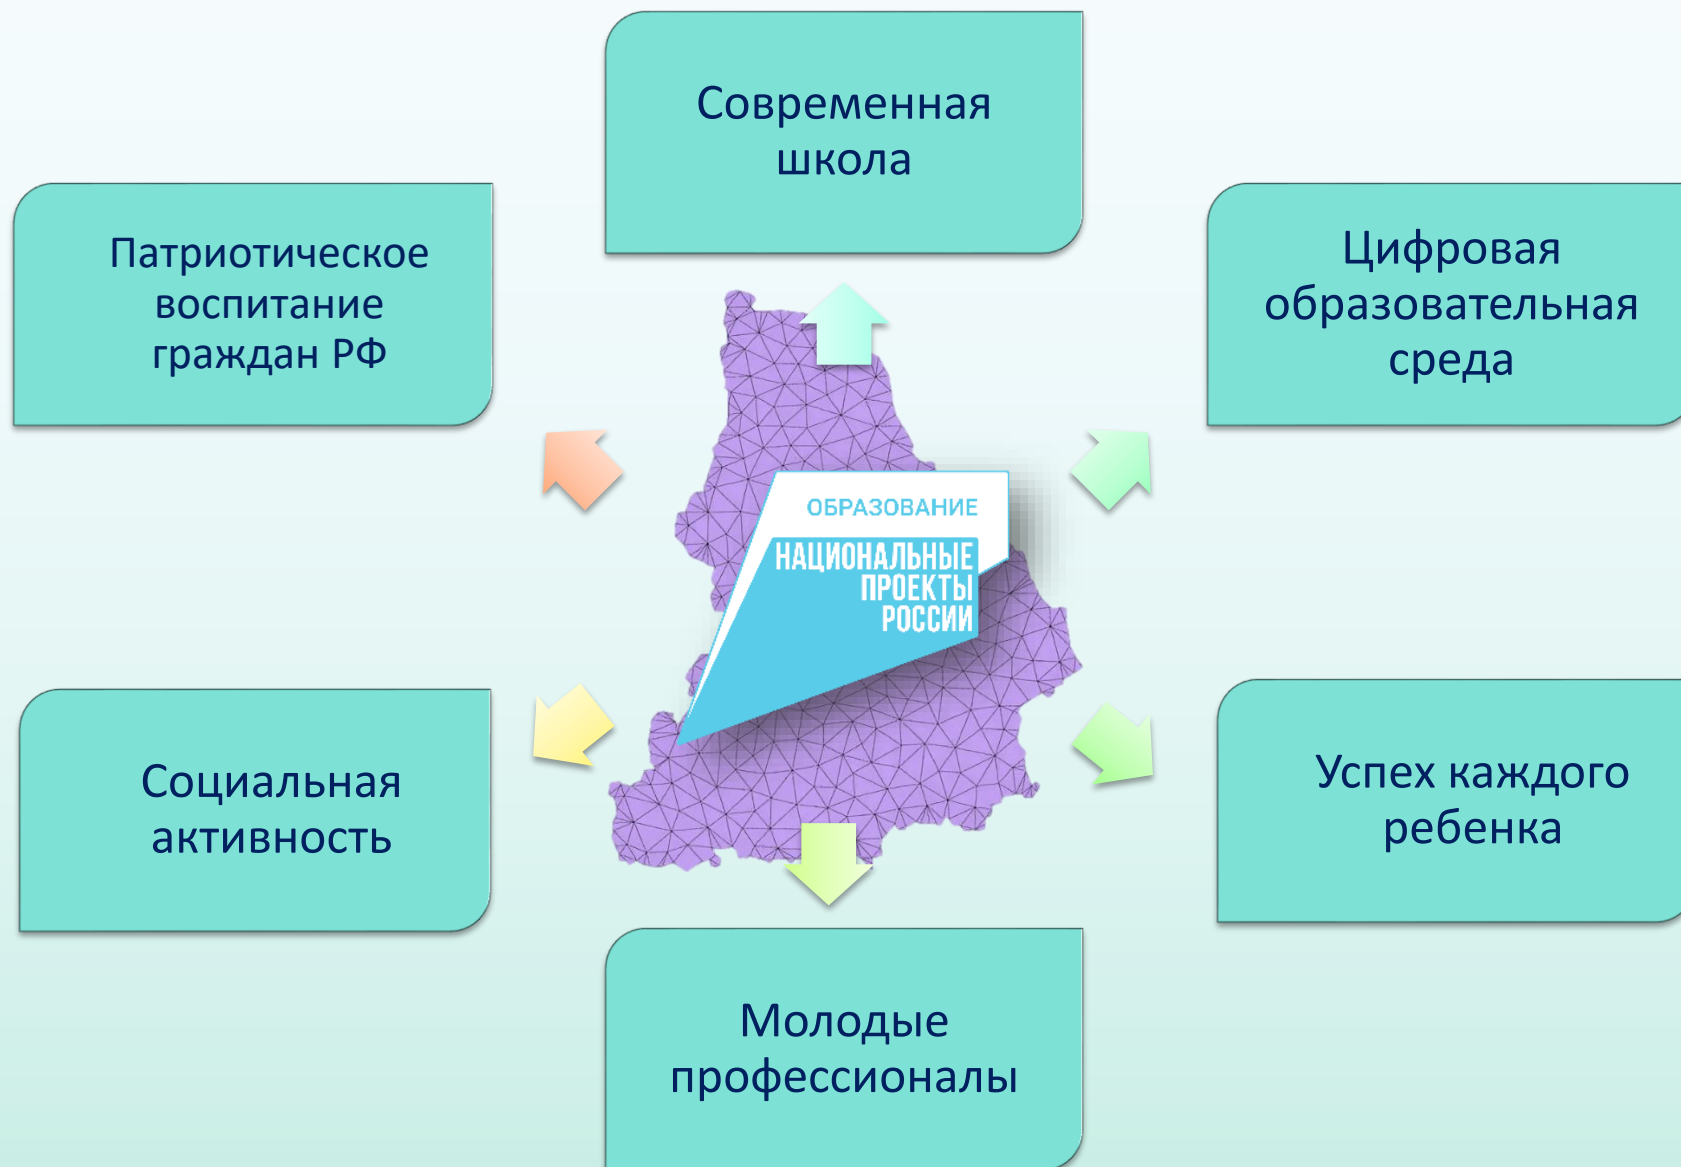 Современная
школа
Патриотическое
воспитание
граждан РФ
Цифровая
образовательная
среда
ОБРАЗОВАНИЕ
НАЦИОНАЛЬНЫЕ
ПРОЕКТЫ
РОССИИ
Социальная
активность
Успех каждого
ребенка
Молодые
профессионалы